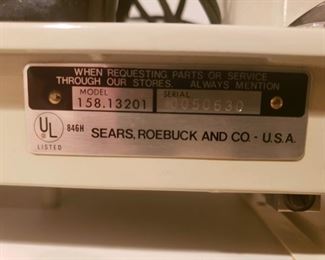 WHEN REQUESTING PARTS OR SERVICE
THROUGH OUR STORES. ALWAYS MENTION
MODEL SERIAL
158.13201 0050630
UL
LISTED
846H SEARS, ROEBUCK AND CO. - U.S.A.